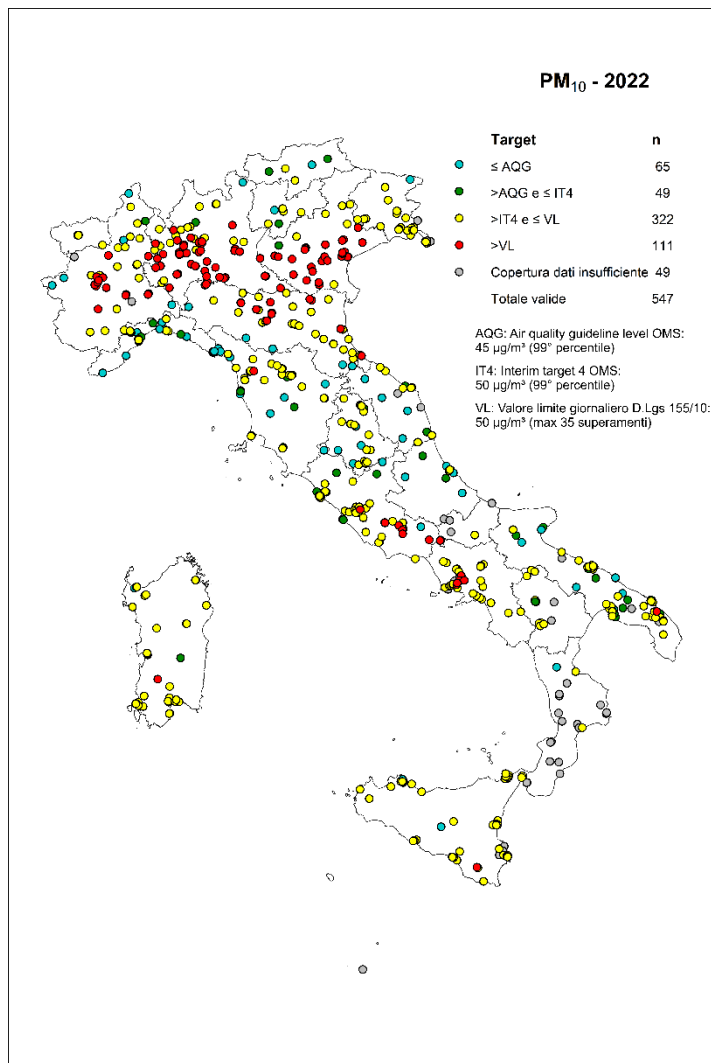 PM₁₀ - 2022
Target n
≤ AQG 65
>AQG e ≤ IT4 49
>IT4 e ≤ VL 322
>VL 111
Copertura dati insufficiente 49
Totale valide 547
AQG: Air quality guideline level OMS:
45 µg/m³ (99° percentile)
IT4: Interim target 4 OMS:
50 µg/m³ (99° percentile)
VL: Valore limite giornaliero D.Lgs 155/10:
50 µg/m³ (max 35 superamenti)